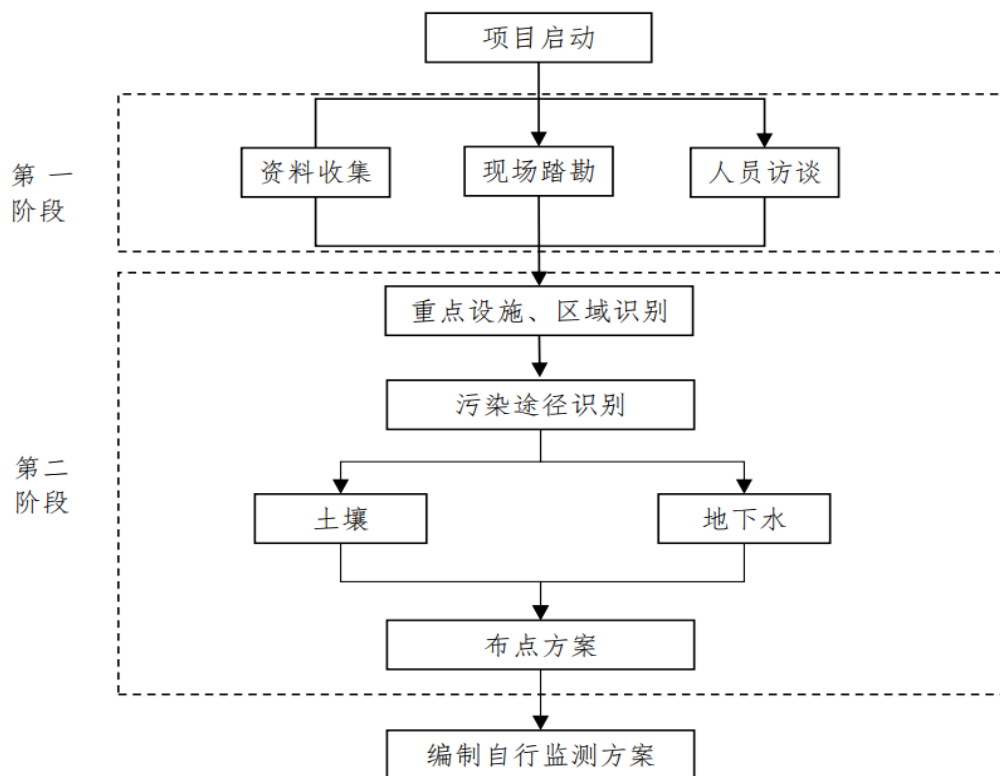 项目启动
第一
阶段
资料收集
现场踏勘
人员访谈
重点设施、区域识别
污染途径识别
第二
阶段
土壤
地下水
布点方案
编制自行监测方案